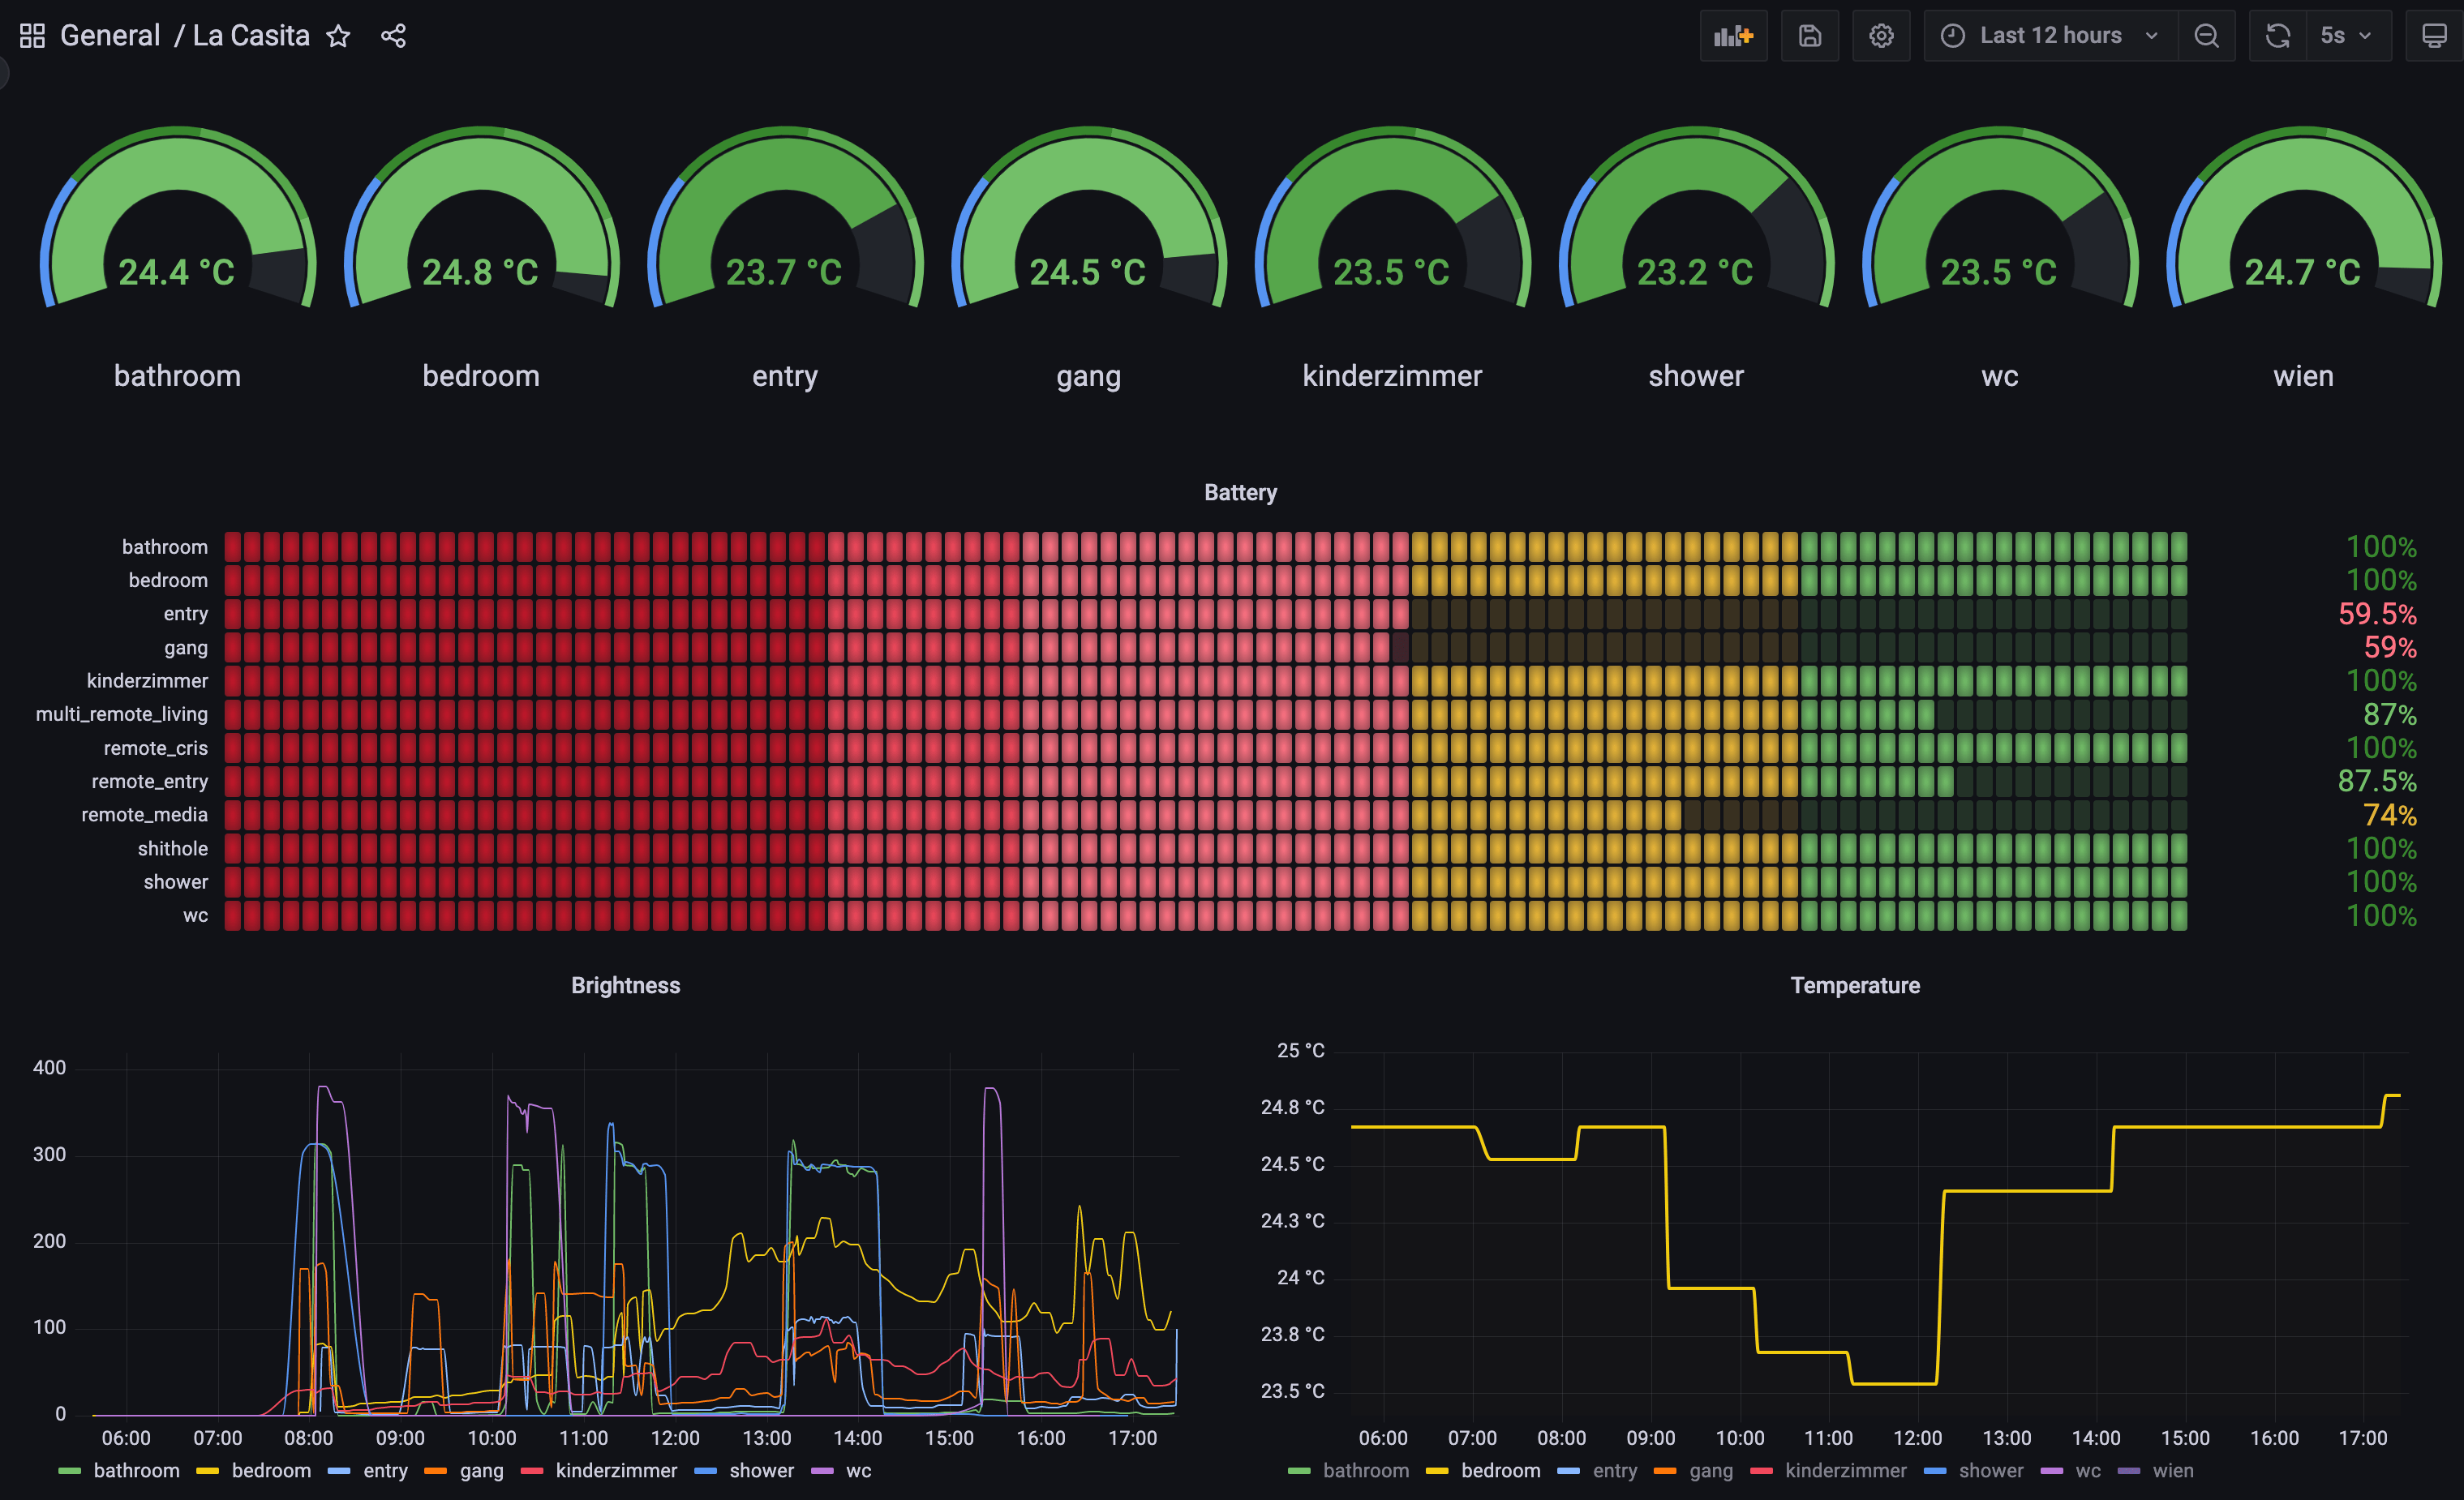 General / La Casita
Last 12 hours
5s
24.4 °C
24.8 °C
23.7 °C
24.5 °C
23.5 °C
23.2 °C
23.5 °C
24.7 °C
bathroom
bedroom
entry
gang
kinderzimmer
shower
wc
wien
Battery
bathroom 100%
bedroom 100%
entry 59.5%
gang 59%
kinderzimmer 100%
multi_remote_living 87%
remote_cris 100%
remote_entry 87.5%
remote_media 74%
shithole 100%
shower 100%
wc 100%
Brightness
400
300
200
100
0
06:00 07:00 08:00 09:00 10:00 11:00 12:00 13:00 14:00 15:00 16:00 17:00
bathroom bedroom entry gang kinderzimmer shower wc
Temperature
25 °C
24.8 °C
24.5 °C
24.3 °C
24 °C
23.8 °C
23.5 °C
06:00 07:00 08:00 09:00 10:00 11:00 12:00 13:00 14:00 15:00 16:00 17:00
bathroom bedroom entry gang kinderzimmer shower wc wien